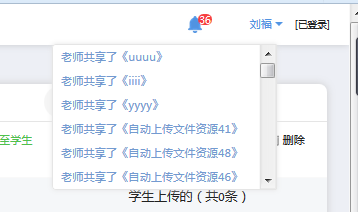 36 刘福 [已登录]
老师共享了《uuuu》
老师共享了《iiii》
老师共享了《yyyy》
老师共享了《自动上传文件资源41》
至学生 | 删除
老师共享了《自动上传文件资源48》
老师共享了《自动上传文件资源46》
学生上传的（共0条）